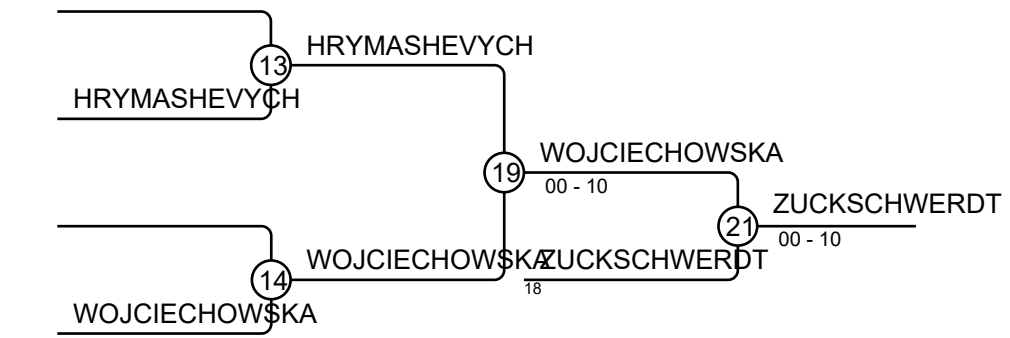 HRYMASHEVYCH
13
HRYMASHEVYCH
WOJCIECHOWSKA
19
00 - 10
ZUCKSCHWERDT
21
00 - 10
WOJCIECHOWSKA
ZUCKSCHWERDT
14
18
WOJCIECHOWSKA